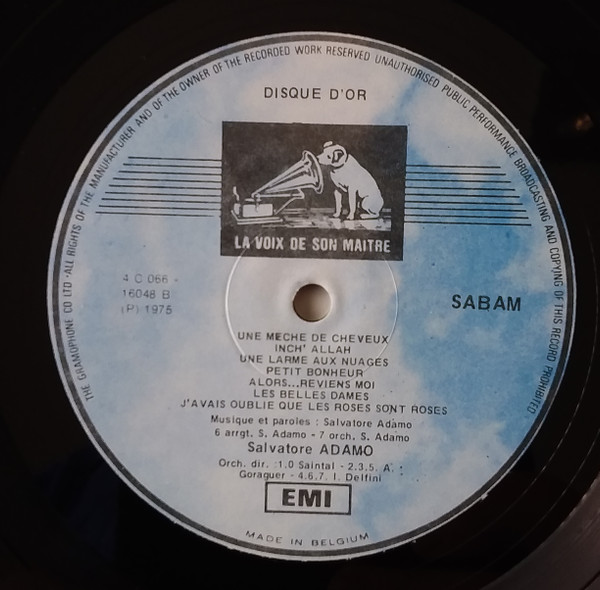 THE GRAMOPHONE CO LTD · ALL RIGHTS OF THE MANUFACTURER AND OF THE OWNER OF THE RECORDED WORK RESERVED UNAUTHORISED PUBLIC PERFORMANCE BROADCASTING AND COPYING OF THIS RECORD PROHIBITED
DISQUE D'OR
LA VOIX DE SON MAITRE
4 C 066 -
16048 B
(P) 1975
SABAM
UNE MECHE DE CHEVEUX
INCH' ALLAH
UNE LARME AUX NUAGES
PETIT BONHEUR
ALORS...REVIENS MOI
LES BELLES DAMES
J'AVAIS OUBLIE QUE LES ROSES SONT ROSES
Musique et paroles : Salvatore Adamo
6 arrgt. S. Adamo - 7 orch. S. Adamo
Salvatore ADAMO
Orch. dir. :1.0 Saintal - 2.3.5. A. :
Goraguer - 4.6.7. I. Delfini
EMI
MADE IN BELGIUM